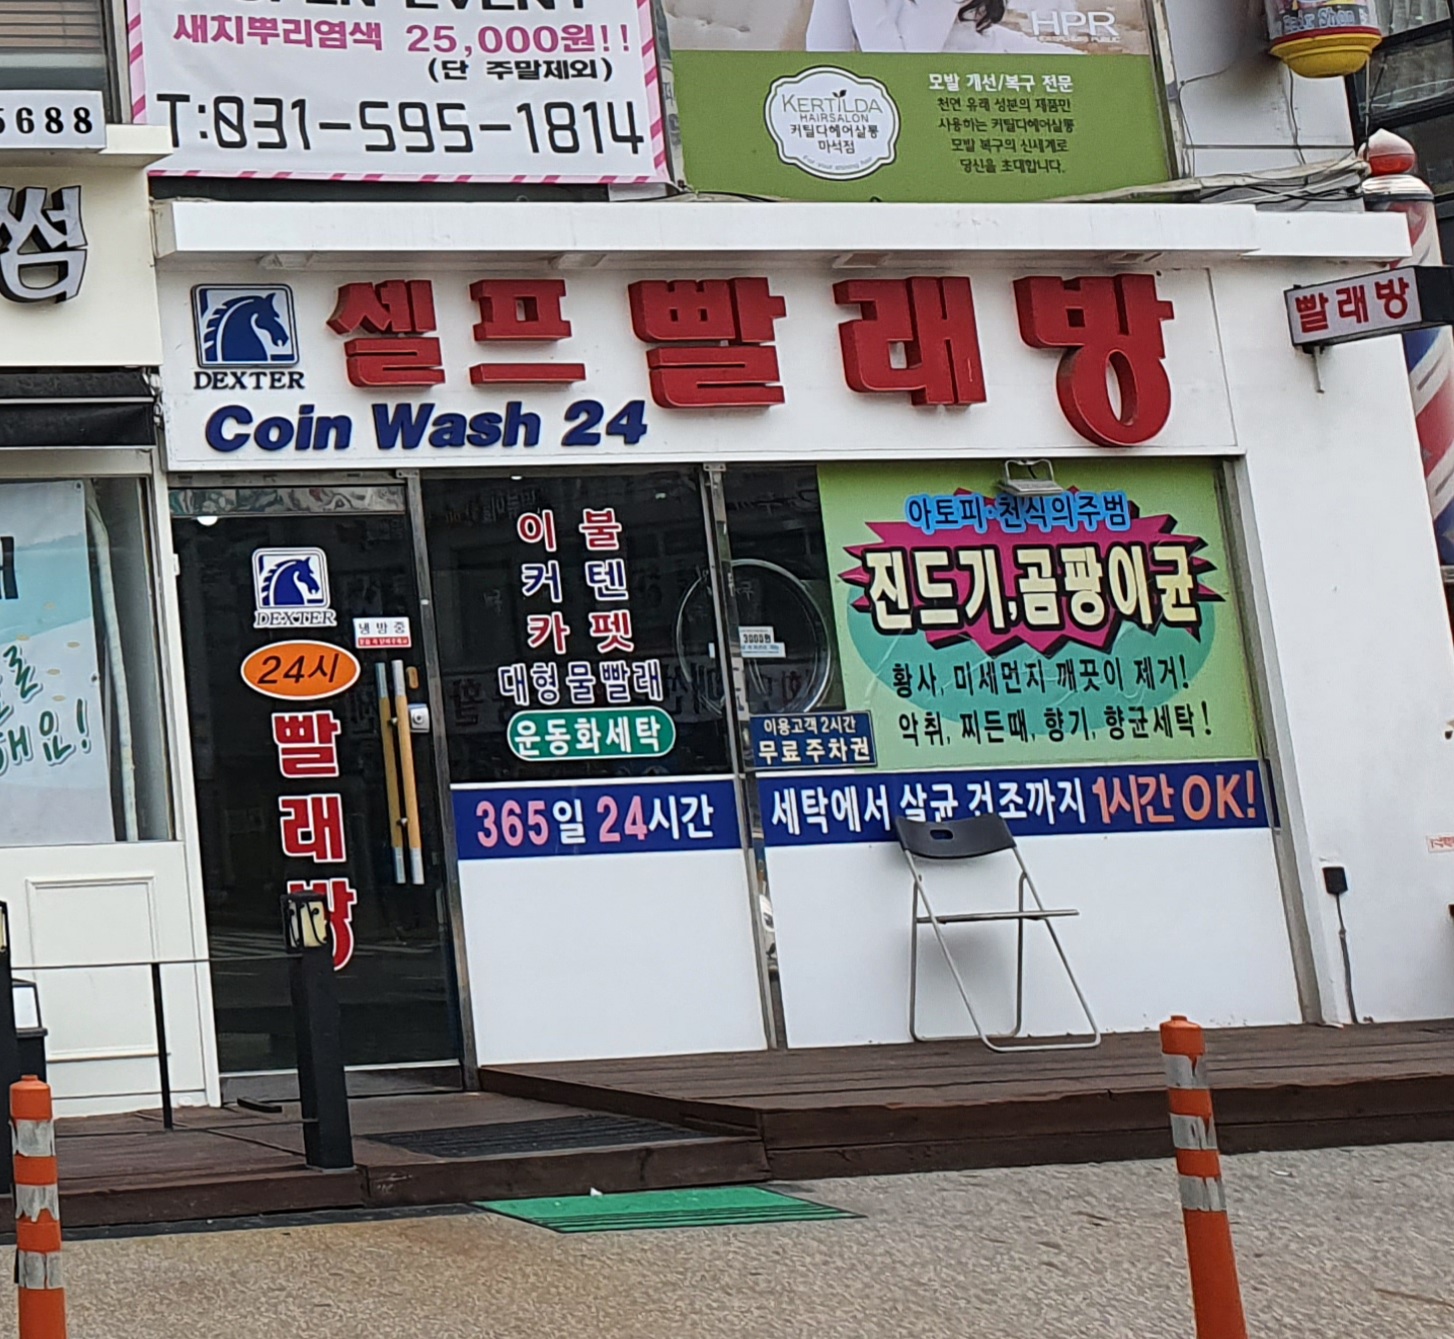 새치뿌리염색 25,000원!!
(단 주말제외)
T:031-595-1814
HPR
KERTILDA
HAIRSALON
커틸다헤어살롱
마석점
모발 개선/복구 전문
천연 유래 성분의 제품만
사용하는 커틸다헤어살롱
모발 복구의 신세계로
당신을 초대합니다.
5688
썸
DEXTER
셀프빨래방
Coin Wash 24
빨래방
DEXTER
24시
빨래방
냉방중
이불
커텐
카펫
대형물빨래
운동화세탁
365일 24시간
3000원
이용고객 2시간
무료주차권
아토피·천식의주범
진드기,곰팡이균
황사, 미세먼지 깨끗이 제거!
악취, 찌든때, 향기, 향균세탁!
세탁에서 살균 건조까지 1시간 OK!